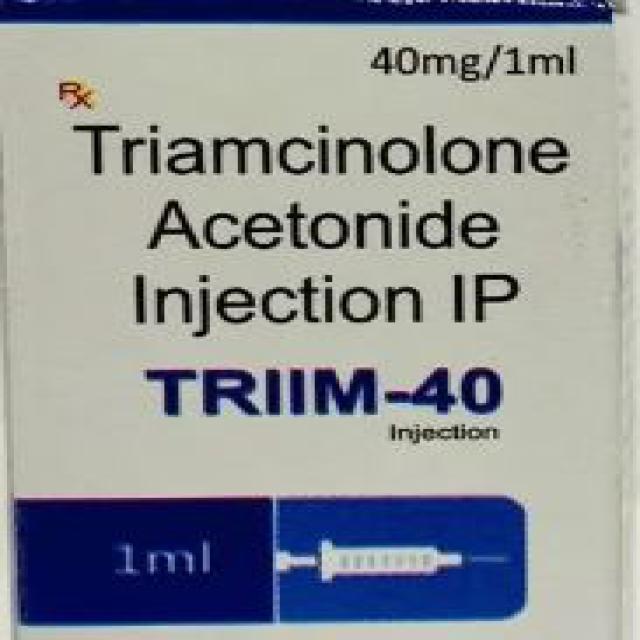 40mg/1ml
Rx
Triamcinolone
Acetonide
Injection IP
TRIIM-40
Injection
1ml